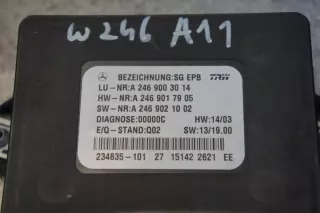 W246 A11
BEZEICHNUNG:SG EPB TRW
LU-NR:A 246 900 30 14
HW-NR:A 246 901 79 05
SW-NR:A 246 902 10 02
DIAGNOSE:00000C HW:14/03
E/Q-STAND:Q02 SW:13/19.00
234835-101 27 15142 2621 EE